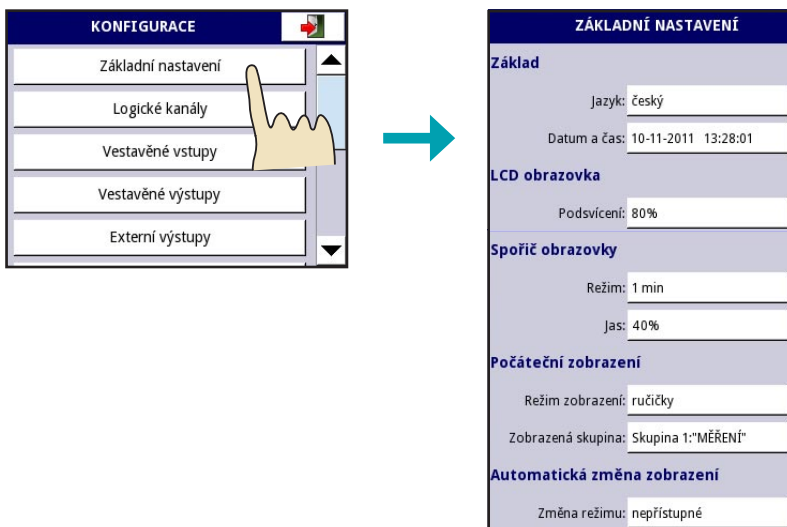 KONFIGURACE
Základní nastavení
Logické kanály
Vestavěné vstupy
Vestavěné výstupy
Externí výstupy
ZÁKLADNÍ NASTAVENÍ
Základ
Jazyk: český
Datum a čas: 10-11-2011 13:28:01
LCD obrazovka
Podsvícení: 80%
Spořič obrazovky
Režim: 1 min
Jas: 40%
Počáteční zobrazení
Režim zobrazení: ručičky
Zobrazená skupina: Skupina 1:"MĚŘENÍ"
Automatická změna zobrazení
Změna režimu: nepřístupné